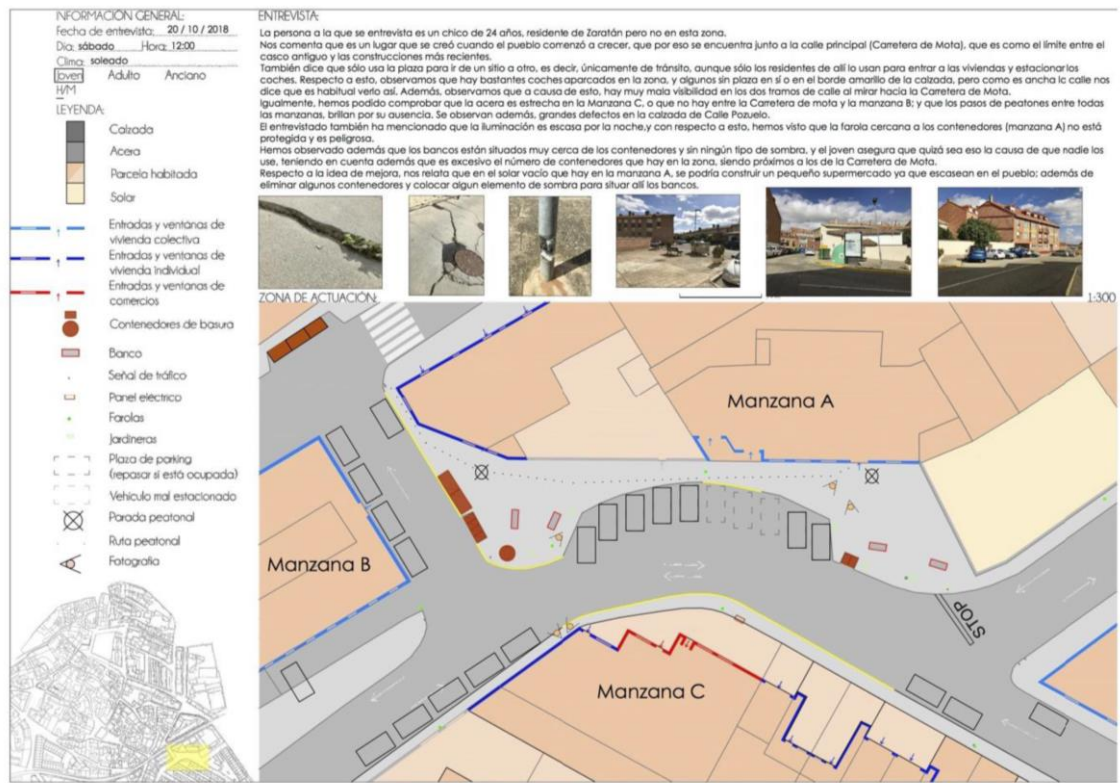 INFORMACIÓN GENERAL:
Fecha de entrevista: 20 / 10 / 2018
Día: sábado Hora: 12:00
Clima: soleado
Joven Adulto Anciano
H/M
LEYENDA:
Calzada
Acera
Parcela habitada
Solar
Entradas y ventanas de
vivienda colectiva
Entradas y ventanas de
vivienda individual
Entradas y ventanas de
comercios
Contenedores de basura
Banco
Señal de tráfico
Panel eléctrico
Farolas
Jardineras
Plaza de parking
(repasar si está ocupada)
Vehículo mal estacionado
Parada peatonal
Ruta peatonal
Fotografía
ENTREVISTA:
La persona a la que se entrevista es un chico de 24 años, residente de Zaratán pero no en esta zona.
Nos comenta que es un lugar que se creó cuando el pueblo comenzó a crecer, que por eso se encuentra junto a la calle principal (Carretera de Mota), que es como el límite entre el
casco antiguo y las construcciones más recientes.
También dice que sólo usa la plaza para ir de un sitio a otro, es decir, únicamente de tránsito, aunque sólo los residentes de allí lo usan para entrar a las viviendas y estacionar los
coches. Respecto a esto, observamos que hay bastantes coches aparcados en la zona, y algunos sin plaza en sí o en el borde amarillo de la calzada, pero como es ancha la calle nos
dice que es habitual verlo así. Además, observamos que a causa de esto, hay muy mala visibilidad en los dos tramos de calle al mirar hacia la Carretera de Mota.
Igualmente, hemos podido comprobar que la acera es estrecha en la Manzana C, o que no hay entre la Carretera de mota y la manzana B; y que los pasos de peatones entre todas
las manzanas, brillan por su ausencia. Se observan además, grandes defectos en la calzada de Calle Pozuelo.
El entrevistado también ha mencionado que la iluminación es escasa por la noche,y con respecto a esto, hemos visto que la farola cercana a los contenedores (manzana A) no está
protegida y es peligrosa.
Hemos observado además que los bancos están situados muy cerca de los contenedores y sin ningún tipo de sombra, y el joven asegura que quizá sea eso la causa de que nadie los
use, teniendo en cuenta además que es excesivo el número de contenedores que hay en la zona, siendo próximos a los de la Carretera de Mota.
Respecto a la idea de mejora, nos relata que en el solar vacío que hay en la manzana A, se podría construir un pequeño supermercado ya que escasean en el pueblo; además de
eliminar algunos contenedores y colocar algun elemento de sombra para situar allí los bancos.
ZONA DE ACTUACIÓN:
1:300
Manzana A
Manzana B
Manzana C
STOP